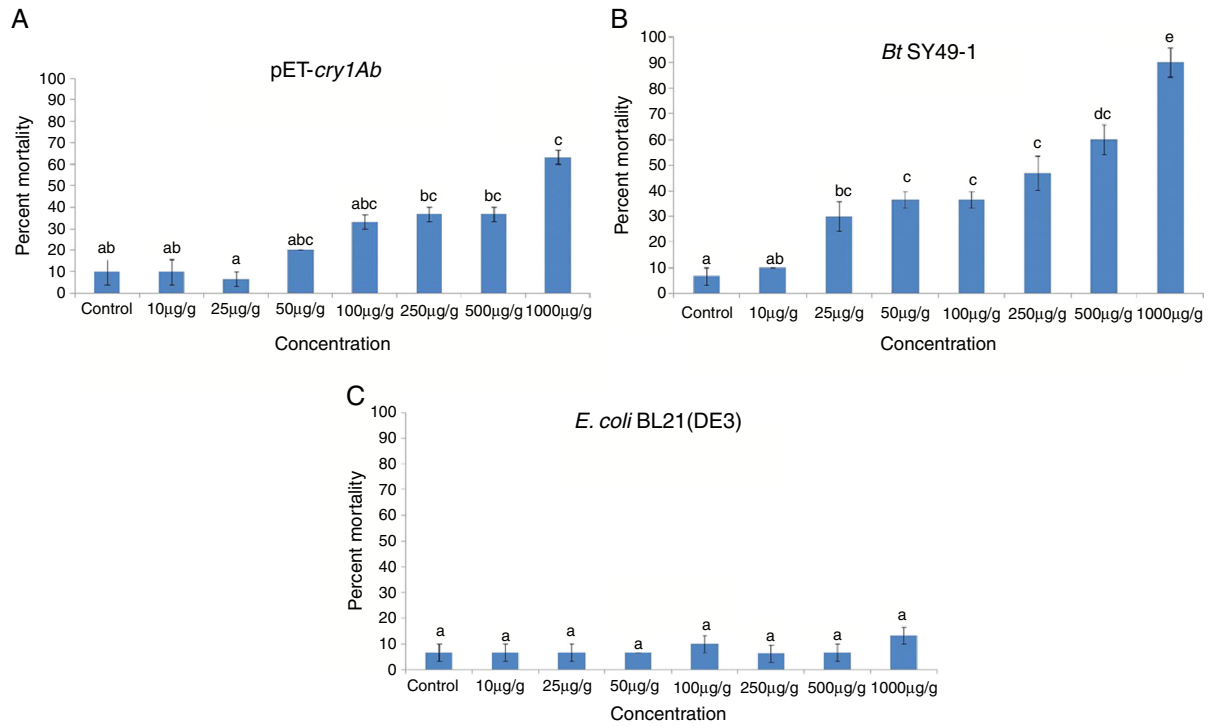 A
pET-cry1Ab
Percent mortality
100
90
80
70
60
50
40
30
20
10
0
ab
ab
a
abc
abc
bc
bc
c
Control 10µg/g 25µg/g 50µg/g 100µg/g 250µg/g 500µg/g 1000µg/g
Concentration
B
Bt SY49-1
Percent mortality
100
90
80
70
60
50
40
30
20
10
0
a
ab
bc
c
c
c
dc
e
Control 10µg/g 25µg/g 50µg/g 100µg/g 250µg/g 500µg/g 1000µg/g
Concentration
C
E. coli BL21(DE3)
Percent mortality
100
90
80
70
60
50
40
30
20
10
0
a
a
a
a
a
a
a
a
Control 10µg/g 25µg/g 50µg/g 100µg/g 250µg/g 500µg/g 1000µg/g
Concentration